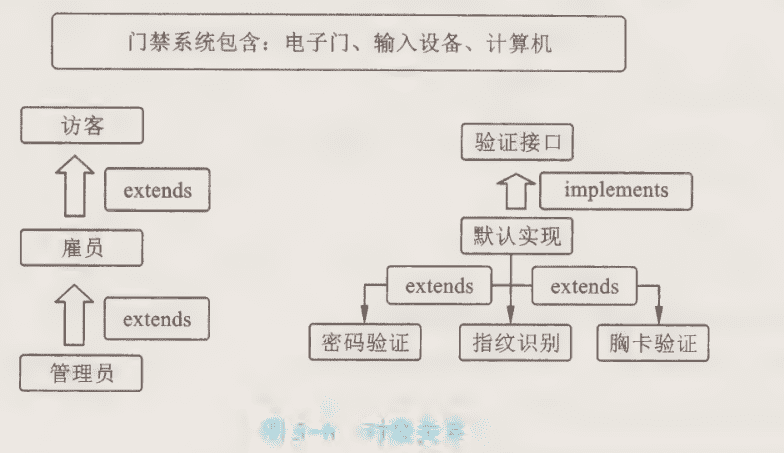 门禁系统包含：电子门、输入设备、计算机
访客
extends
雇员
extends
管理员
验证接口
implements
默认实现
extends
extends
密码验证
指纹识别
胸卡验证